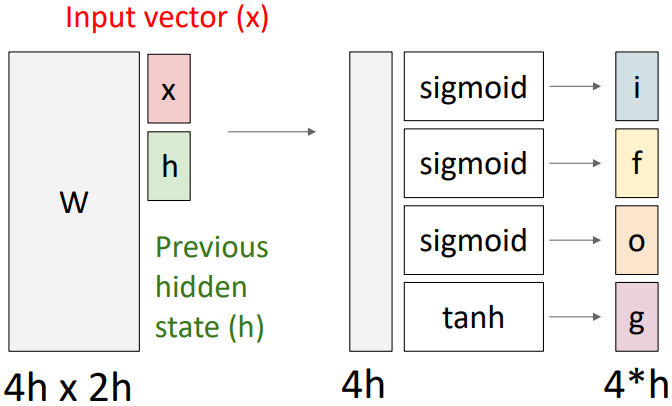 Input vector (x)
x
h
W
Previous
hidden
state (h)
4h x 2h
sigmoid
sigmoid
sigmoid
tanh
4h
i
f
o
g
4*h